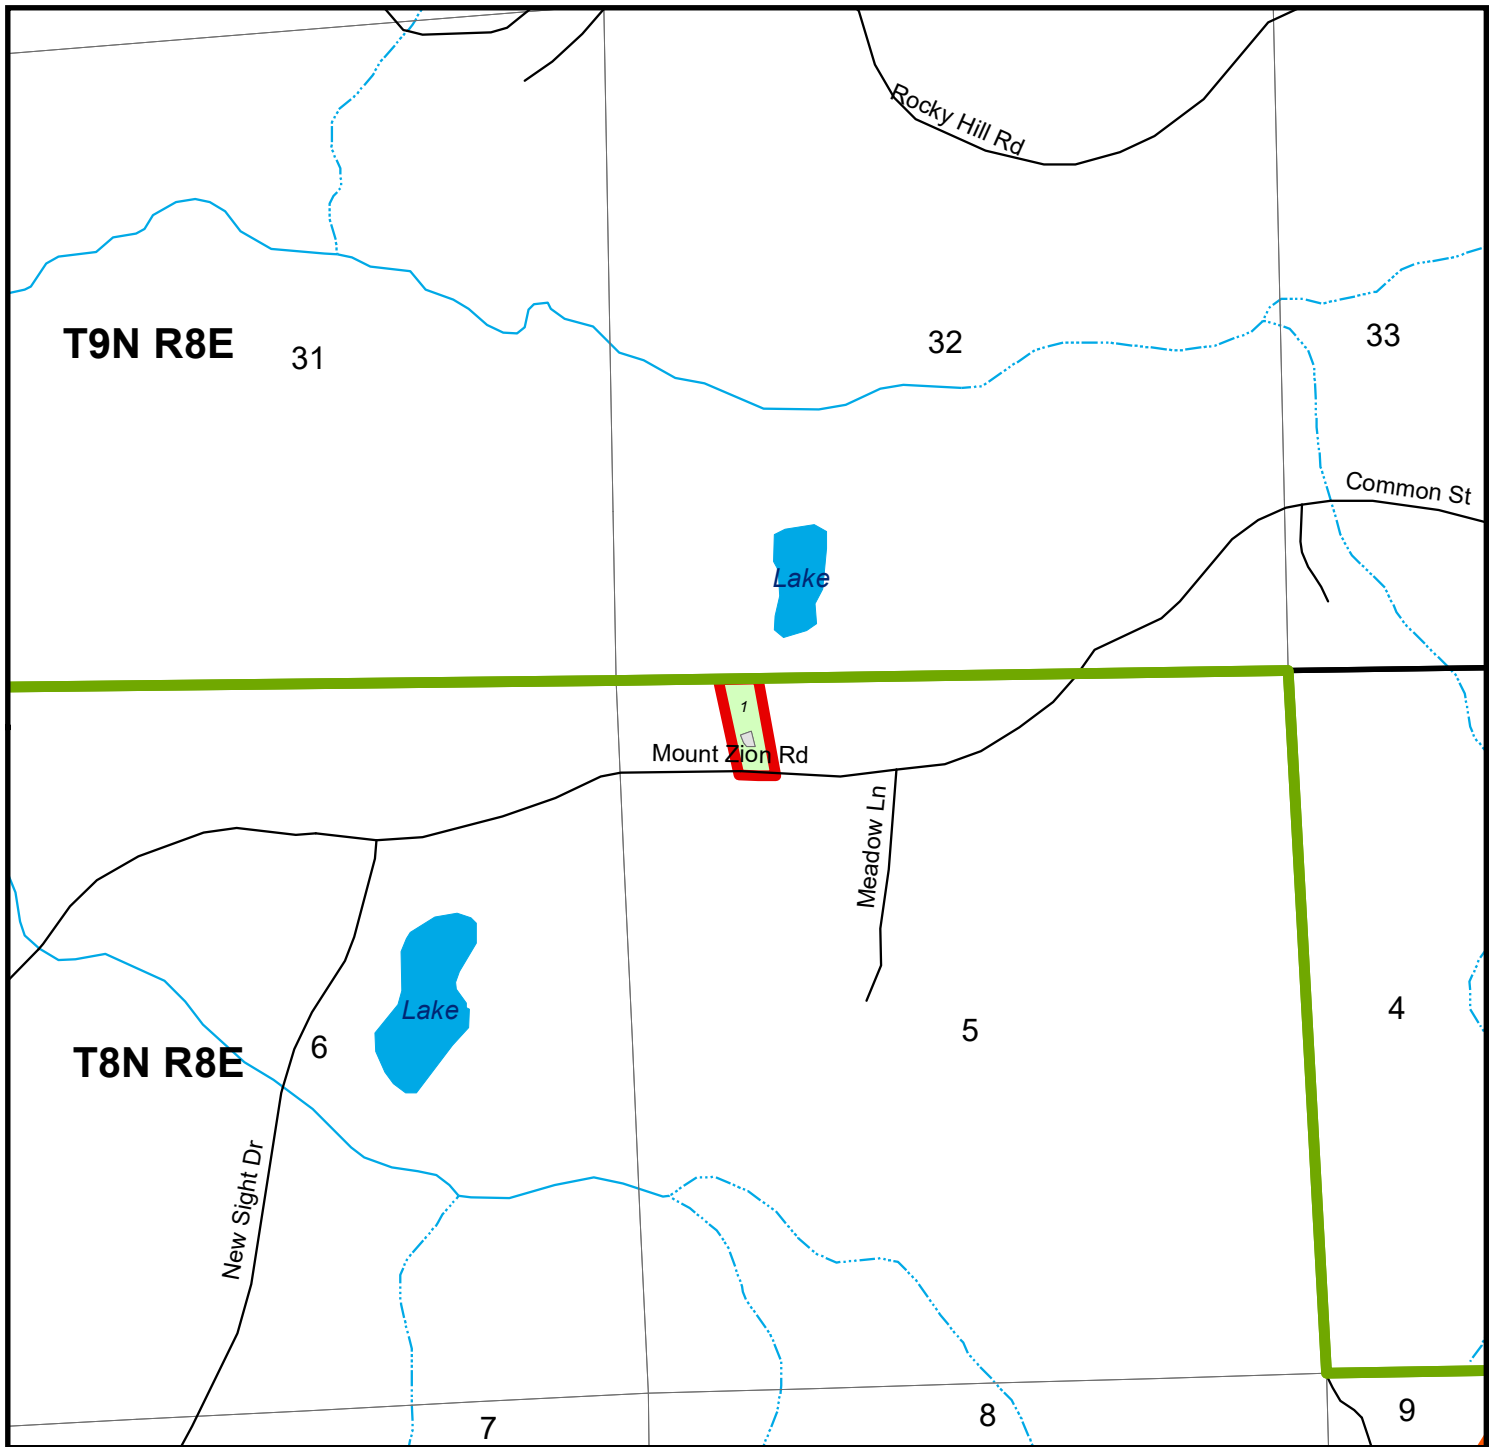 Rocky Hill Rd
T9N R8E
31
32
33
Common St
Lake
1
Mount Zion Rd
Meadow Ln
Lake
4
5
6
T8N R8E
New Sight Dr
7
8
9